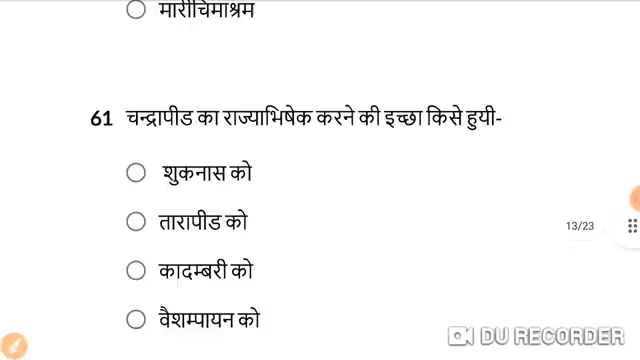 मारीचिमाश्रम
61 चन्द्रापीड का राज्याभिषेक करने की इच्छा किसे हुयी-
शुकनास को
तारापीड को
13/23
कादम्बरी को
वैशम्पायन को
DU RECORDER